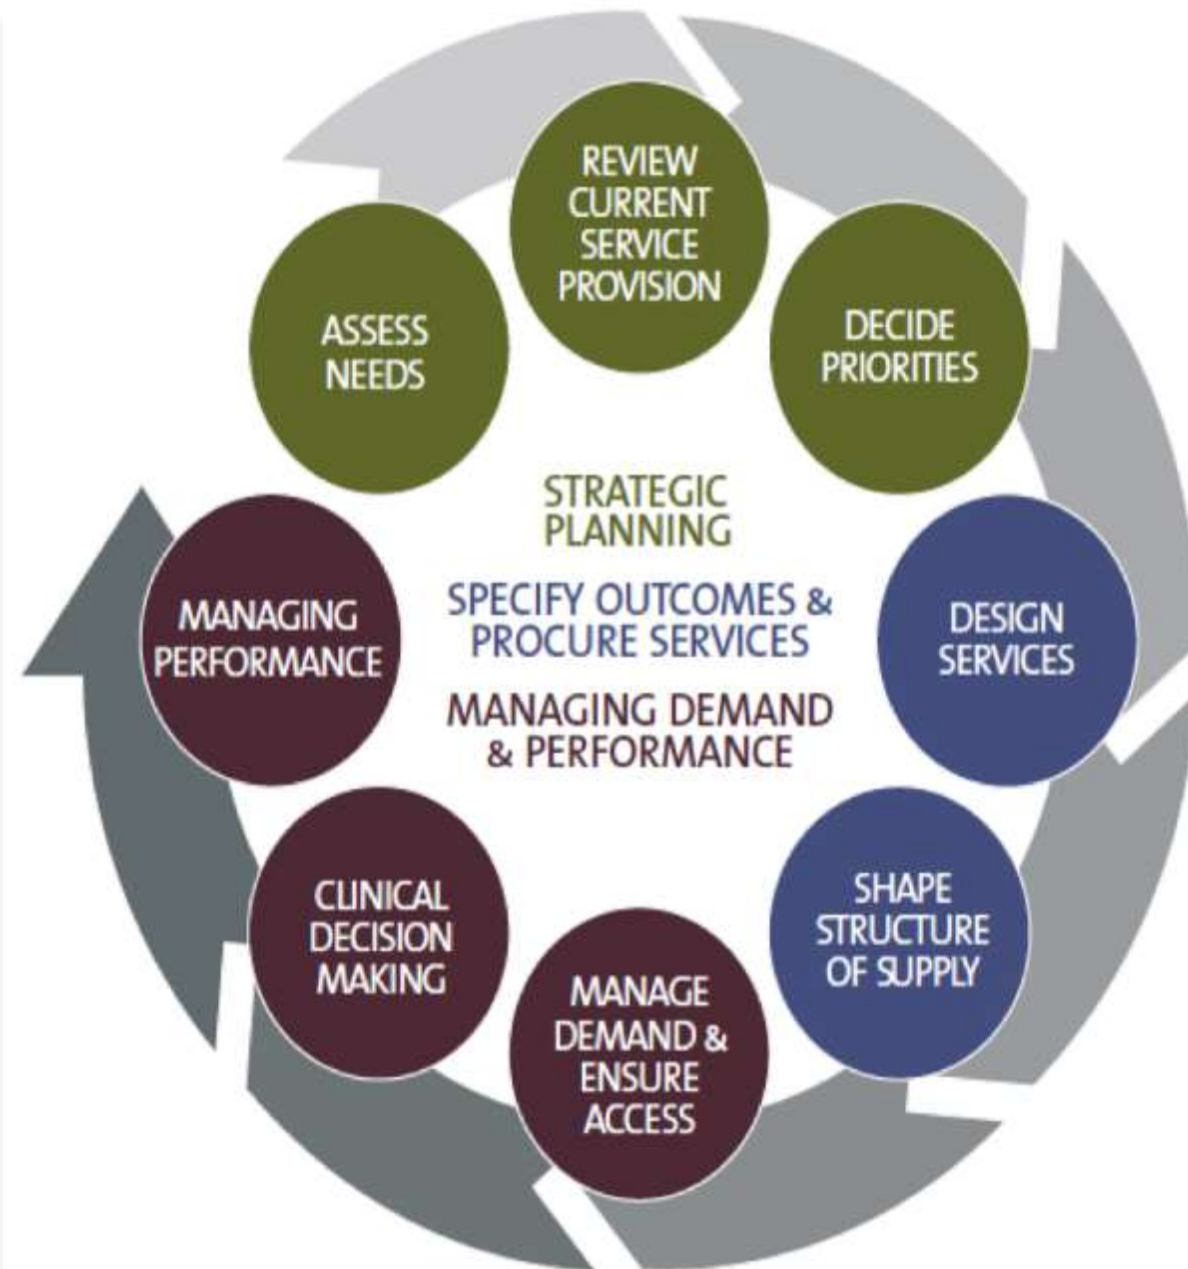 REVIEW
CURRENT
SERVICE
PROVISION
ASSESS
NEEDS
DECIDE
PRIORITIES
STRATEGIC
PLANNING
SPECIFY OUTCOMES &
PROCURE SERVICES
MANAGING DEMAND
& PERFORMANCE
MANAGING
PERFORMANCE
DESIGN
SERVICES
CLINICAL
DECISION
MAKING
SHAPE
STRUCTURE
OF SUPPLY
MANAGE
DEMAND &
ENSURE
ACCESS